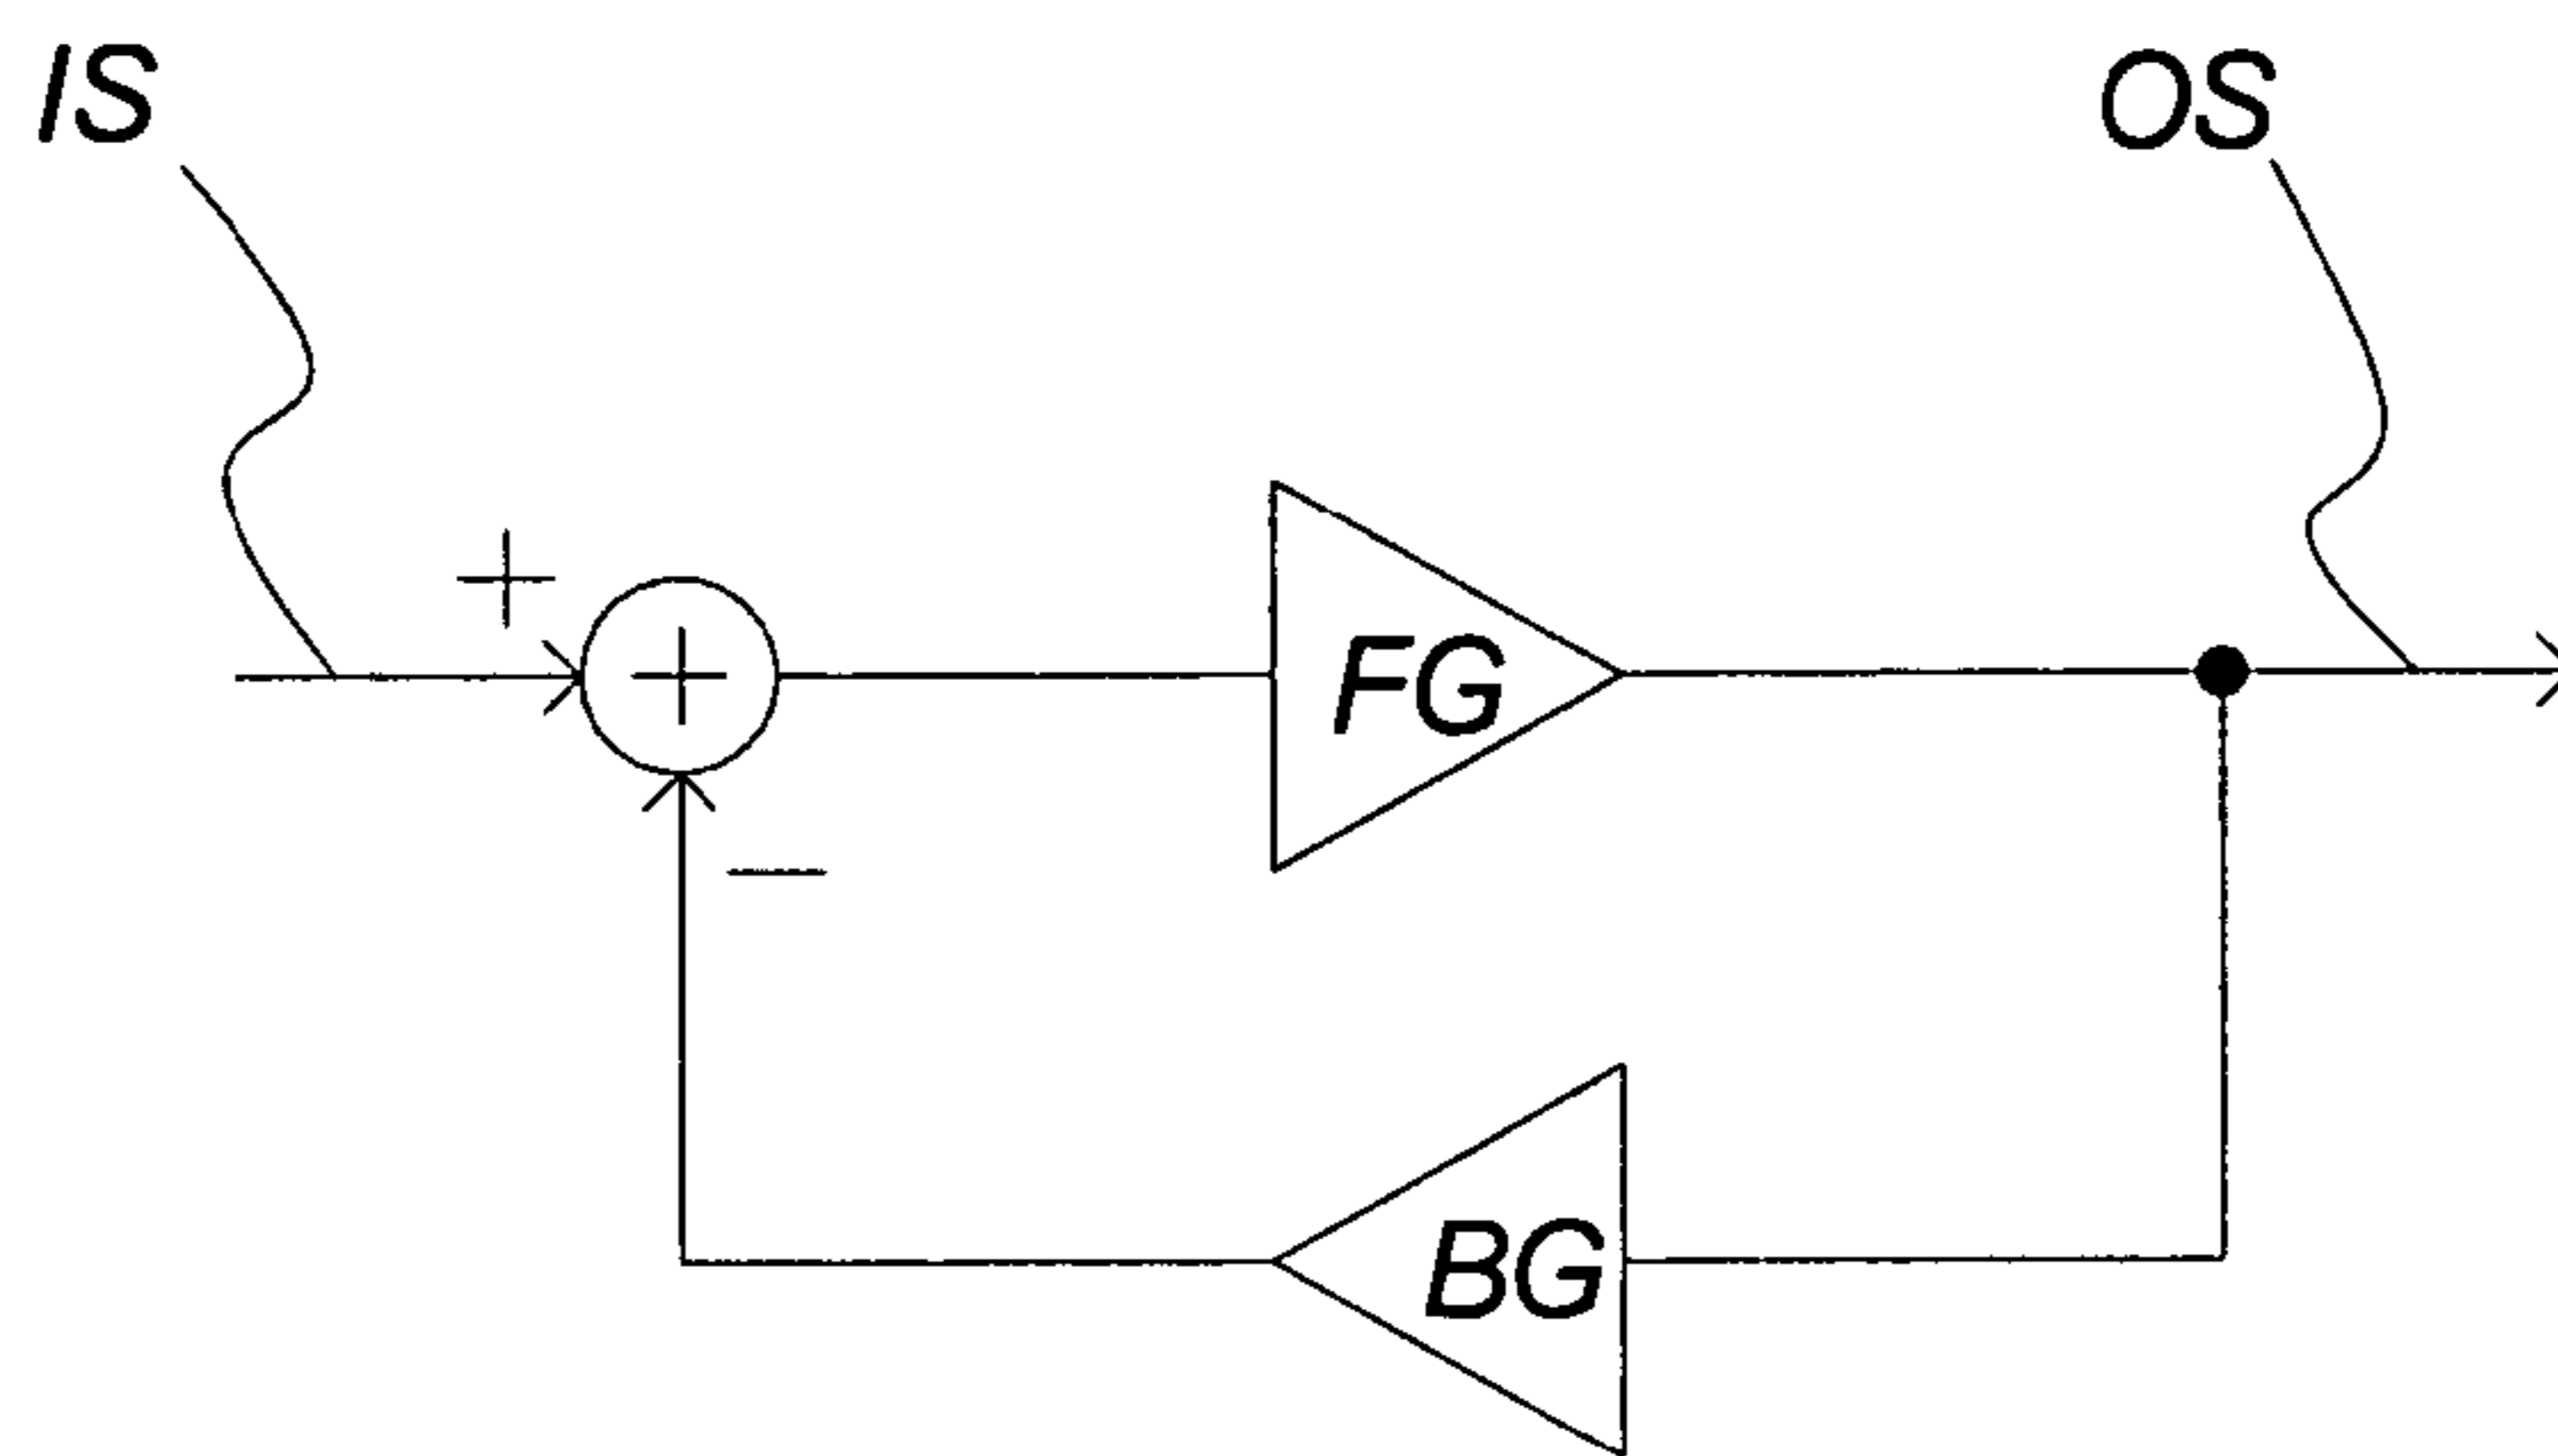 IS
OS
+
+
FG
−
BG